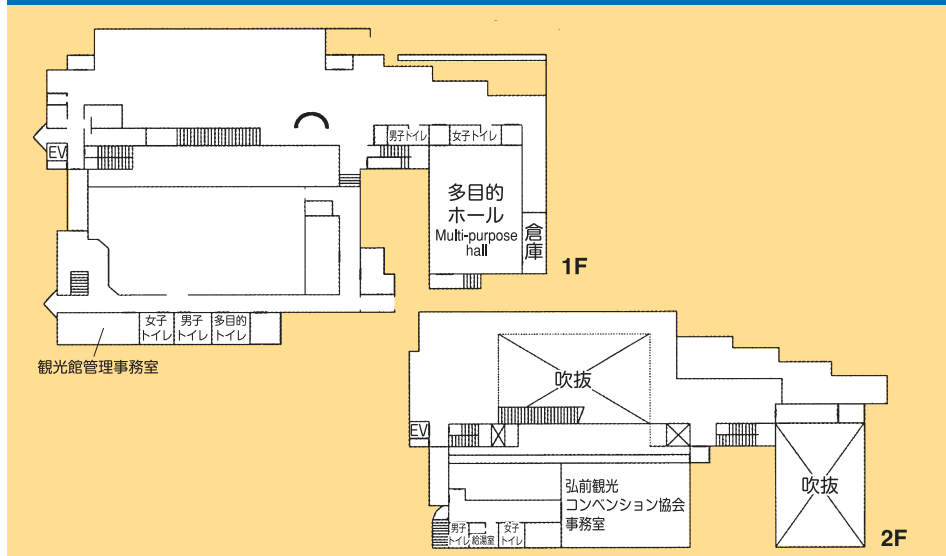 EV
男子トイレ
女子トイレ
多目的
ホール
Multi-purpose
hall
倉庫
1F
女子
トイレ
男子
トイレ
多目的
トイレ
観光館管理事務室
吹抜
EV
弘前観光
コンベンション協会
事務室
男子
トイレ
給湯室
女子
トイレ
吹抜
2F